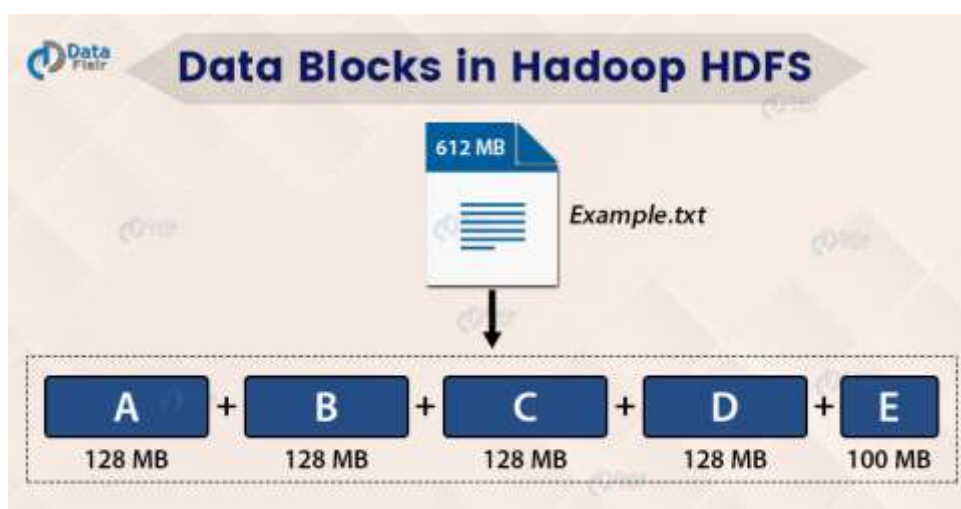 Data
Flair
Data Blocks in Hadoop HDFS
612 MB
Example.txt
A + B + C + D + E
128 MB 128 MB 128 MB 128 MB 100 MB